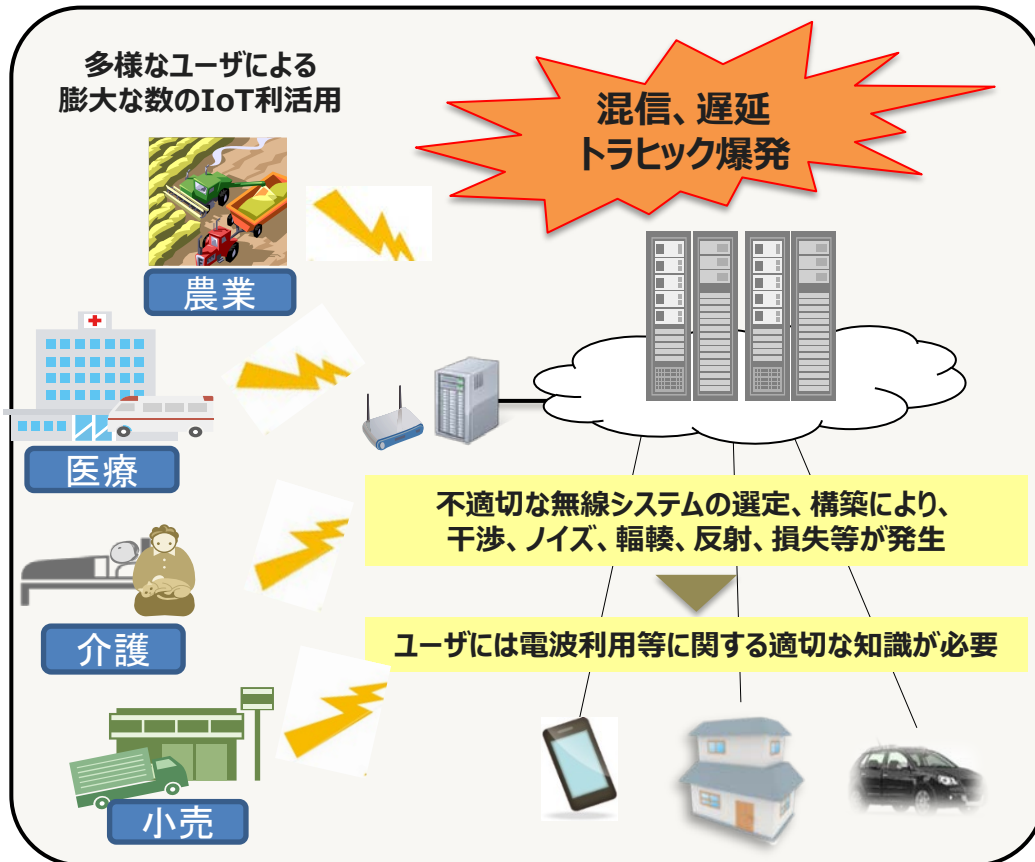 多様なユーザによる
膨大な数のIoT利活用
混信、遅延
トラヒック爆発
農業
医療
不適切な無線システムの選定、構築により、
干渉、ノイズ、輻輳、反射、損失等が発生
介護
ユーザには電波利用等に関する適切な知識が必要
小売